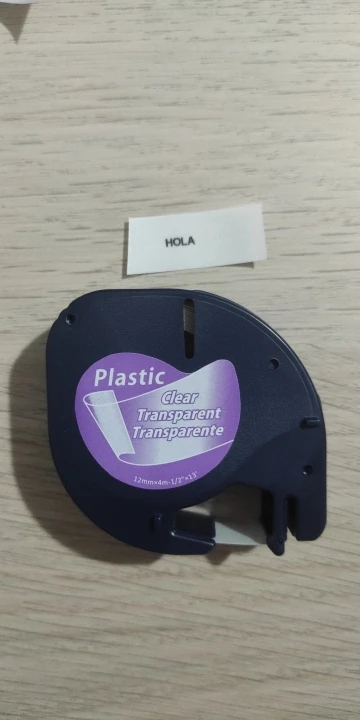 HOLA
Plastic
Clear
Transparent
Transparente
12mm×4m-1/2"×13'